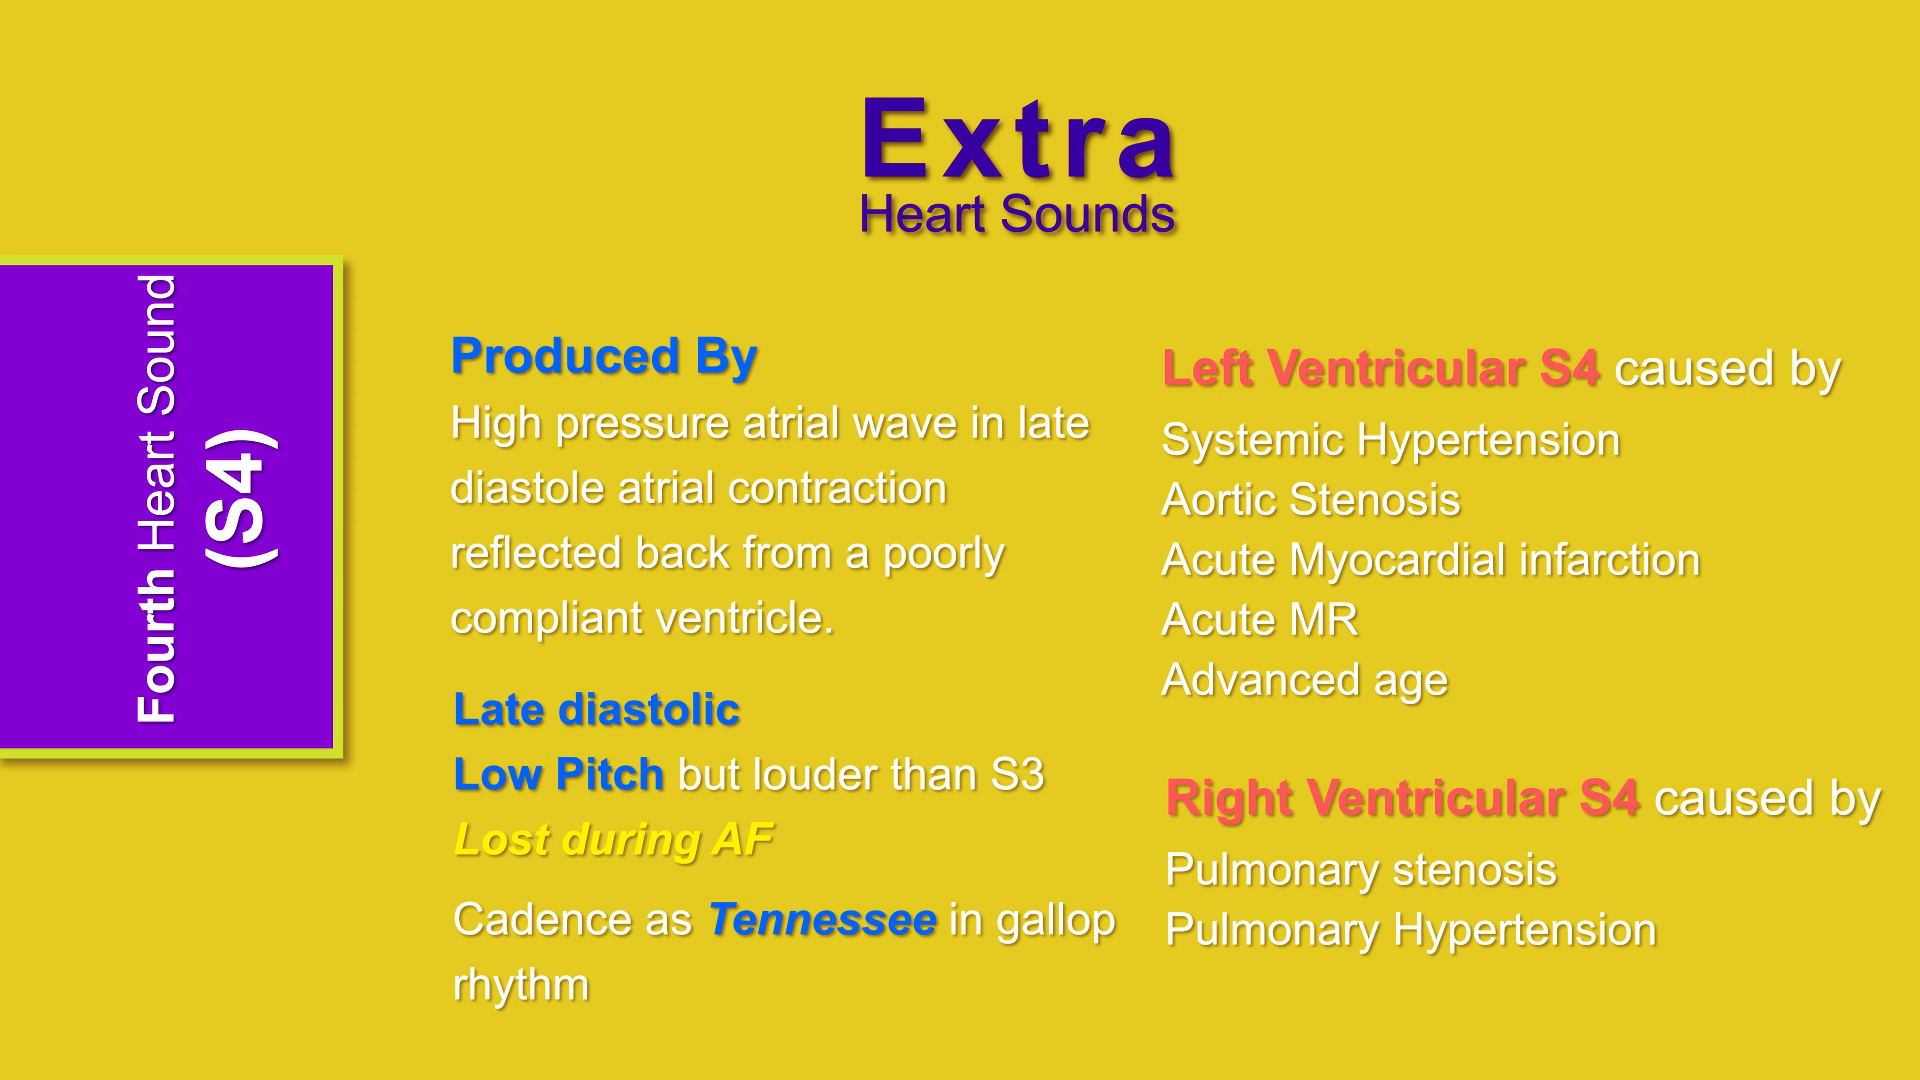 Extra
Heart Sounds
Fourth Heart Sound
(S4)
Produced By
High pressure atrial wave in late
diastole atrial contraction
reflected back from a poorly
compliant ventricle.
Late diastolic
Low Pitch but louder than S3
Lost during AF
Cadence as Tennessee in gallop
rhythm
Left Ventricular S4 caused by
Systemic Hypertension
Aortic Stenosis
Acute Myocardial infarction
Acute MR
Advanced age
Right Ventricular S4 caused by
Pulmonary stenosis
Pulmonary Hypertension